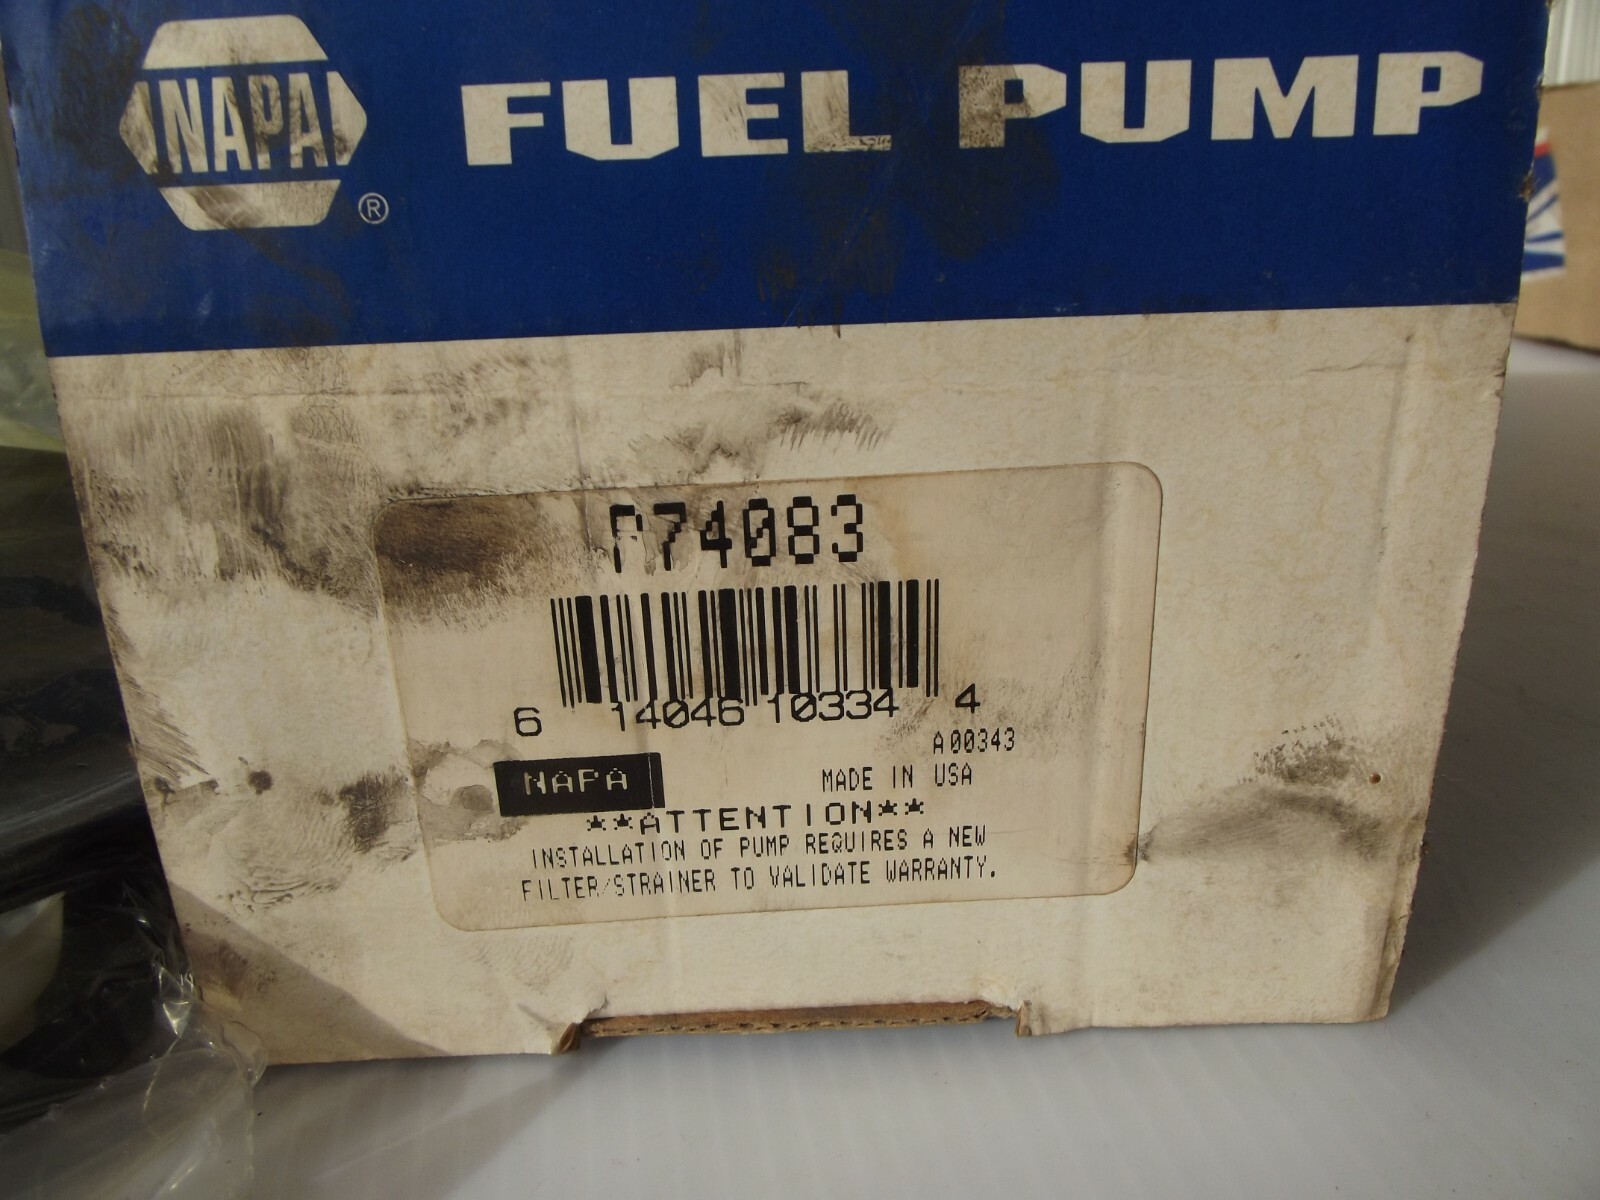 NAPA ® FUEL PUMP
P74083
6 14046 10334 4
A00343
NAPA MADE IN USA
**ATTENTION**
INSTALLATION OF PUMP REQUIRES A NEW
FILTER/STRAINER TO VALIDATE WARRANTY.